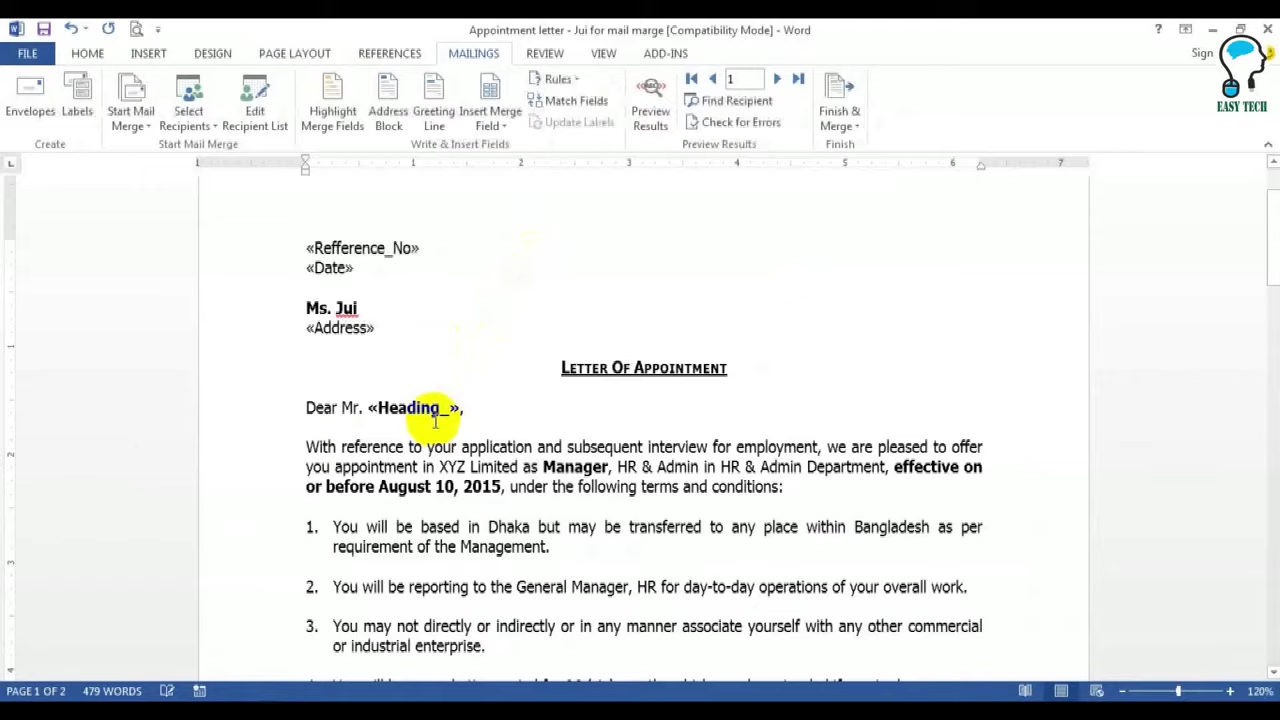 Appointment letter - Jui for mail marge [Compatibility Mode] - Word
FILE HOME INSERT DESIGN PAGE LAYOUT REFERENCES MAILINGS REVIEW VIEW ADD-INS Sign
Envelopes Labels
Create
Start Mail Merge Select Recipients Edit Recipient List
Start Mail Merge
Highlight Merge Fields Address Block Greeting Line Insert Merge Field
Rules
Match Fields
Update Labels
Write & Insert Fields
Preview Results
1
Find Recipient
Check for Errors
Preview Results
Finish & Merge
Finish
EASY TECH
1 1 2 3 4 5 6 7
«Refference_No»
«Date»
Ms. Jui
«Address»
LETTER OF APPOINTMENT
Dear Mr. «Heading_»,
With reference to your application and subsequent interview for employment, we are pleased to offer
you appointment in XYZ Limited as Manager, HR & Admin in HR & Admin Department, effective on
or before August 10, 2015, under the following terms and conditions:
1. You will be based in Dhaka but may be transferred to any place within Bangladesh as per
requirement of the Management.
2. You will be reporting to the General Manager, HR for day-to-day operations of your overall work.
3. You may not directly or indirectly or in any manner associate yourself with any other commercial
or industrial enterprise.
PAGE 1 OF 2 479 WORDS 120%